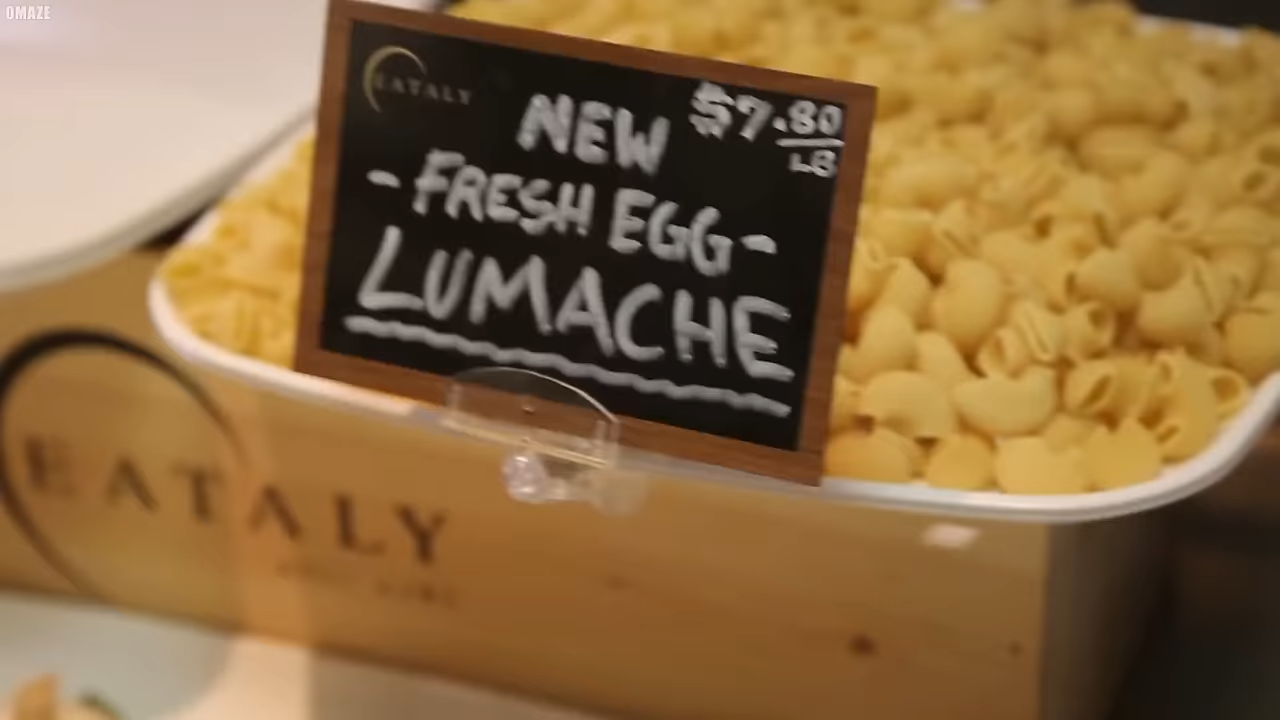 OMAZE
EATALY
$7.80
LB
NEW
- FRESH EGG -
LUMACHE
EATALY